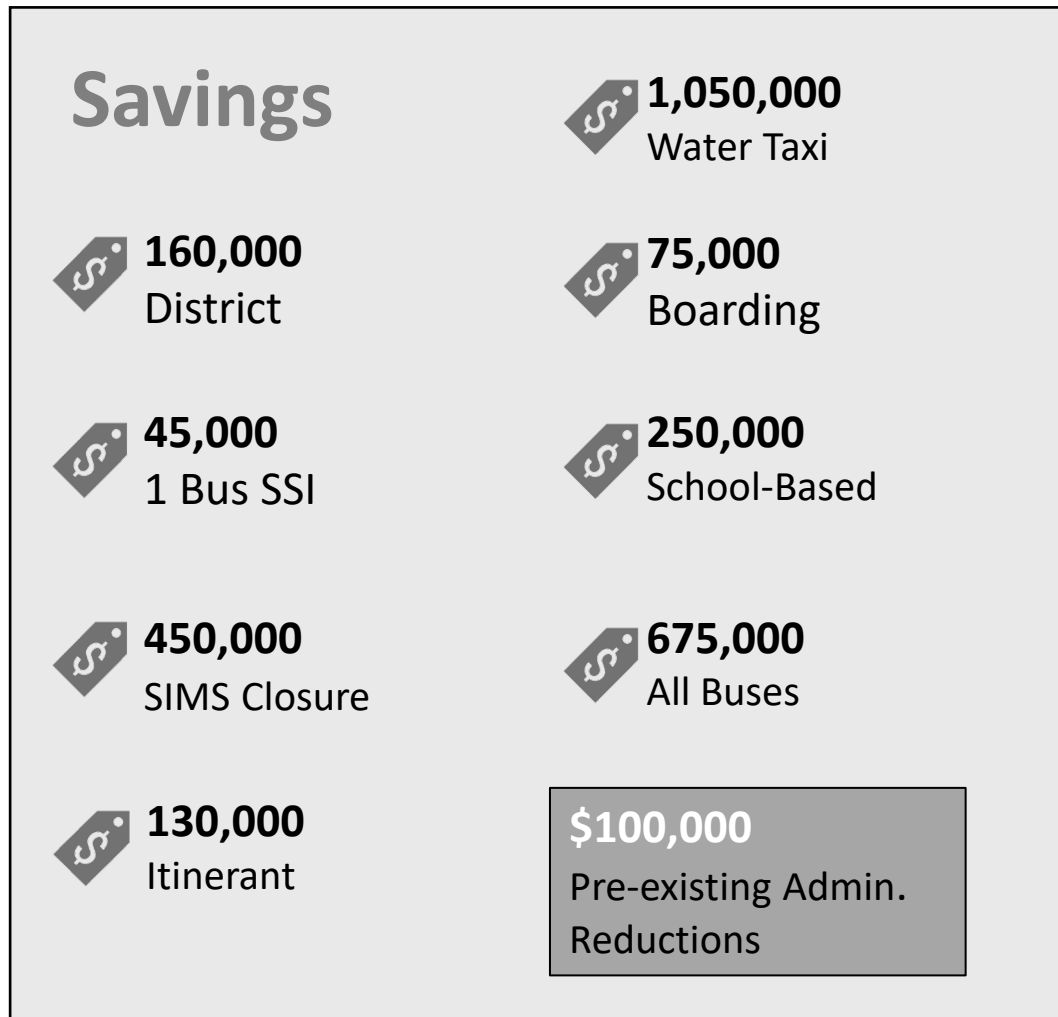 Savings
160,000
District
45,000
1 Bus SSI
450,000
SIMS Closure
130,000
Itinerant
1,050,000
Water Taxi
75,000
Boarding
250,000
School-Based
675,000
All Buses
$100,000
Pre-existing Admin.
Reductions